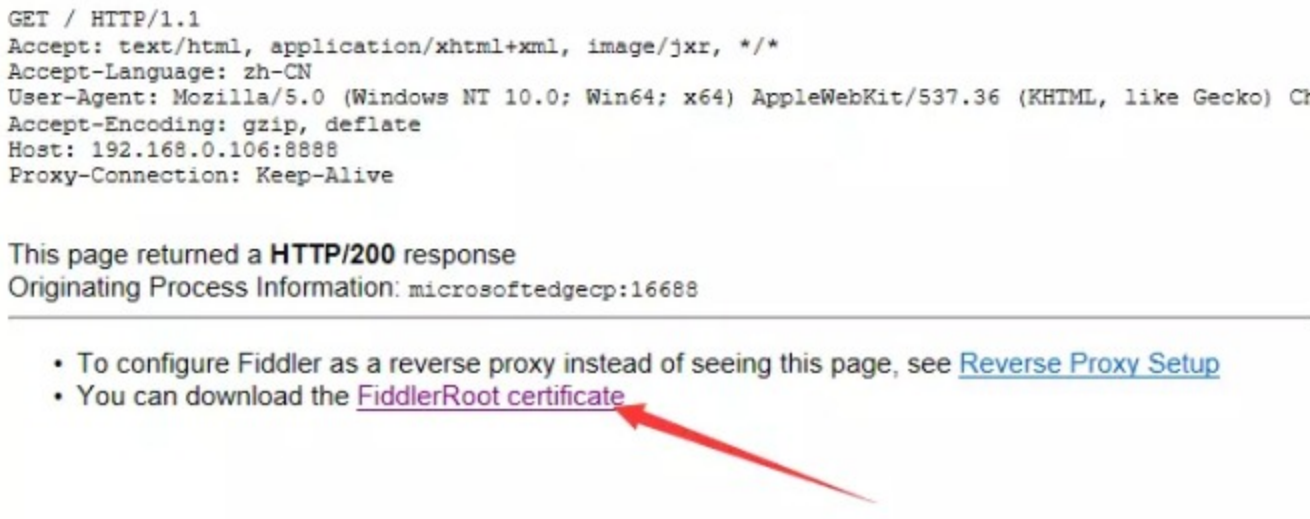 GET / HTTP/1.1
Accept: text/html, application/xhtml+xml, image/jxr, */*
Accept-Language: zh-CN
User-Agent: Mozilla/5.0 (Windows NT 10.0; Win64; x64) AppleWebKit/537.36 (KHTML, like Gecko) Ch
Accept-Encoding: gzip, deflate
Host: 192.168.0.106:8888
Proxy-Connection: Keep-Alive
This page returned a HTTP/200 response
Originating Process Information: microsoftedgecp:16688
• To configure Fiddler as a reverse proxy instead of seeing this page, see Reverse Proxy Setup
• You can download the FiddlerRoot certificate